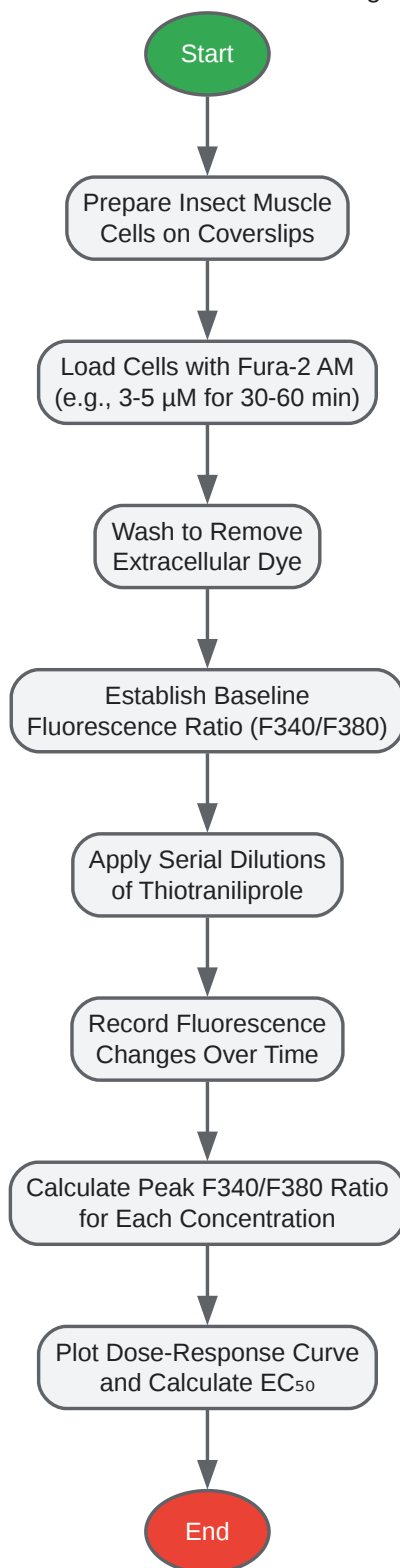 Start
Prepare Insect Muscle
Cells on Coverslips
Load Cells with Fura-2 AM
(e.g., 3-5 µM for 30-60 min)
Wash to Remove
Extracellular Dye
Establish Baseline
Fluorescence Ratio (F340/F380)
Apply Serial Dilutions
of Thiotraniliprole
Record Fluorescence
Changes Over Time
Calculate Peak F340/F380 Ratio
for Each Concentration
Plot Dose-Response Curve
and Calculate EC₅₀
End